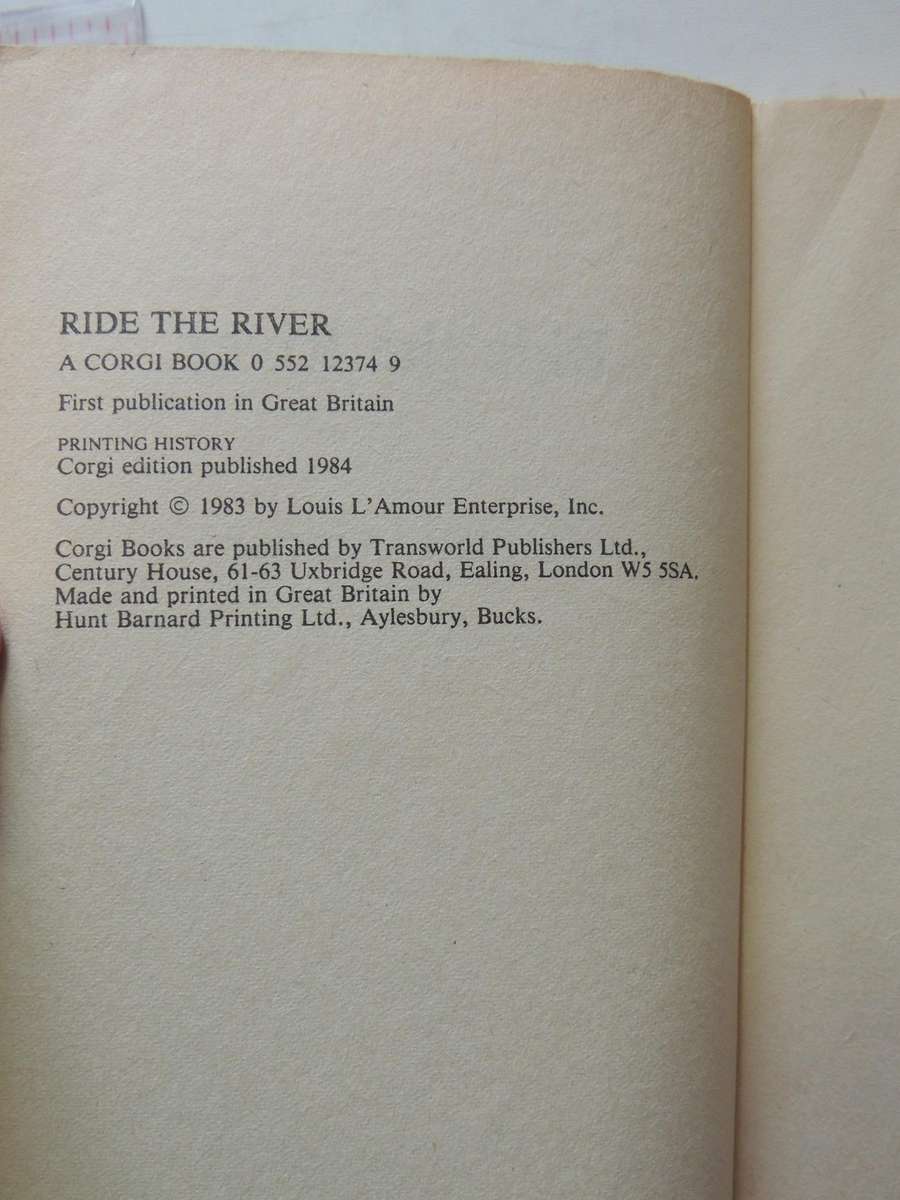 RIDE THE RIVER
A CORGI BOOK 0 552 12374 9
First publication in Great Britain
PRINTING HISTORY
Corgi edition published 1984
Copyright © 1983 by Louis L'Amour Enterprise, Inc.
Corgi Books are published by Transworld Publishers Ltd.,
Century House, 61-63 Uxbridge Road, Ealing, London W5 5SA.
Made and printed in Great Britain by
Hunt Barnard Printing Ltd., Aylesbury, Bucks.